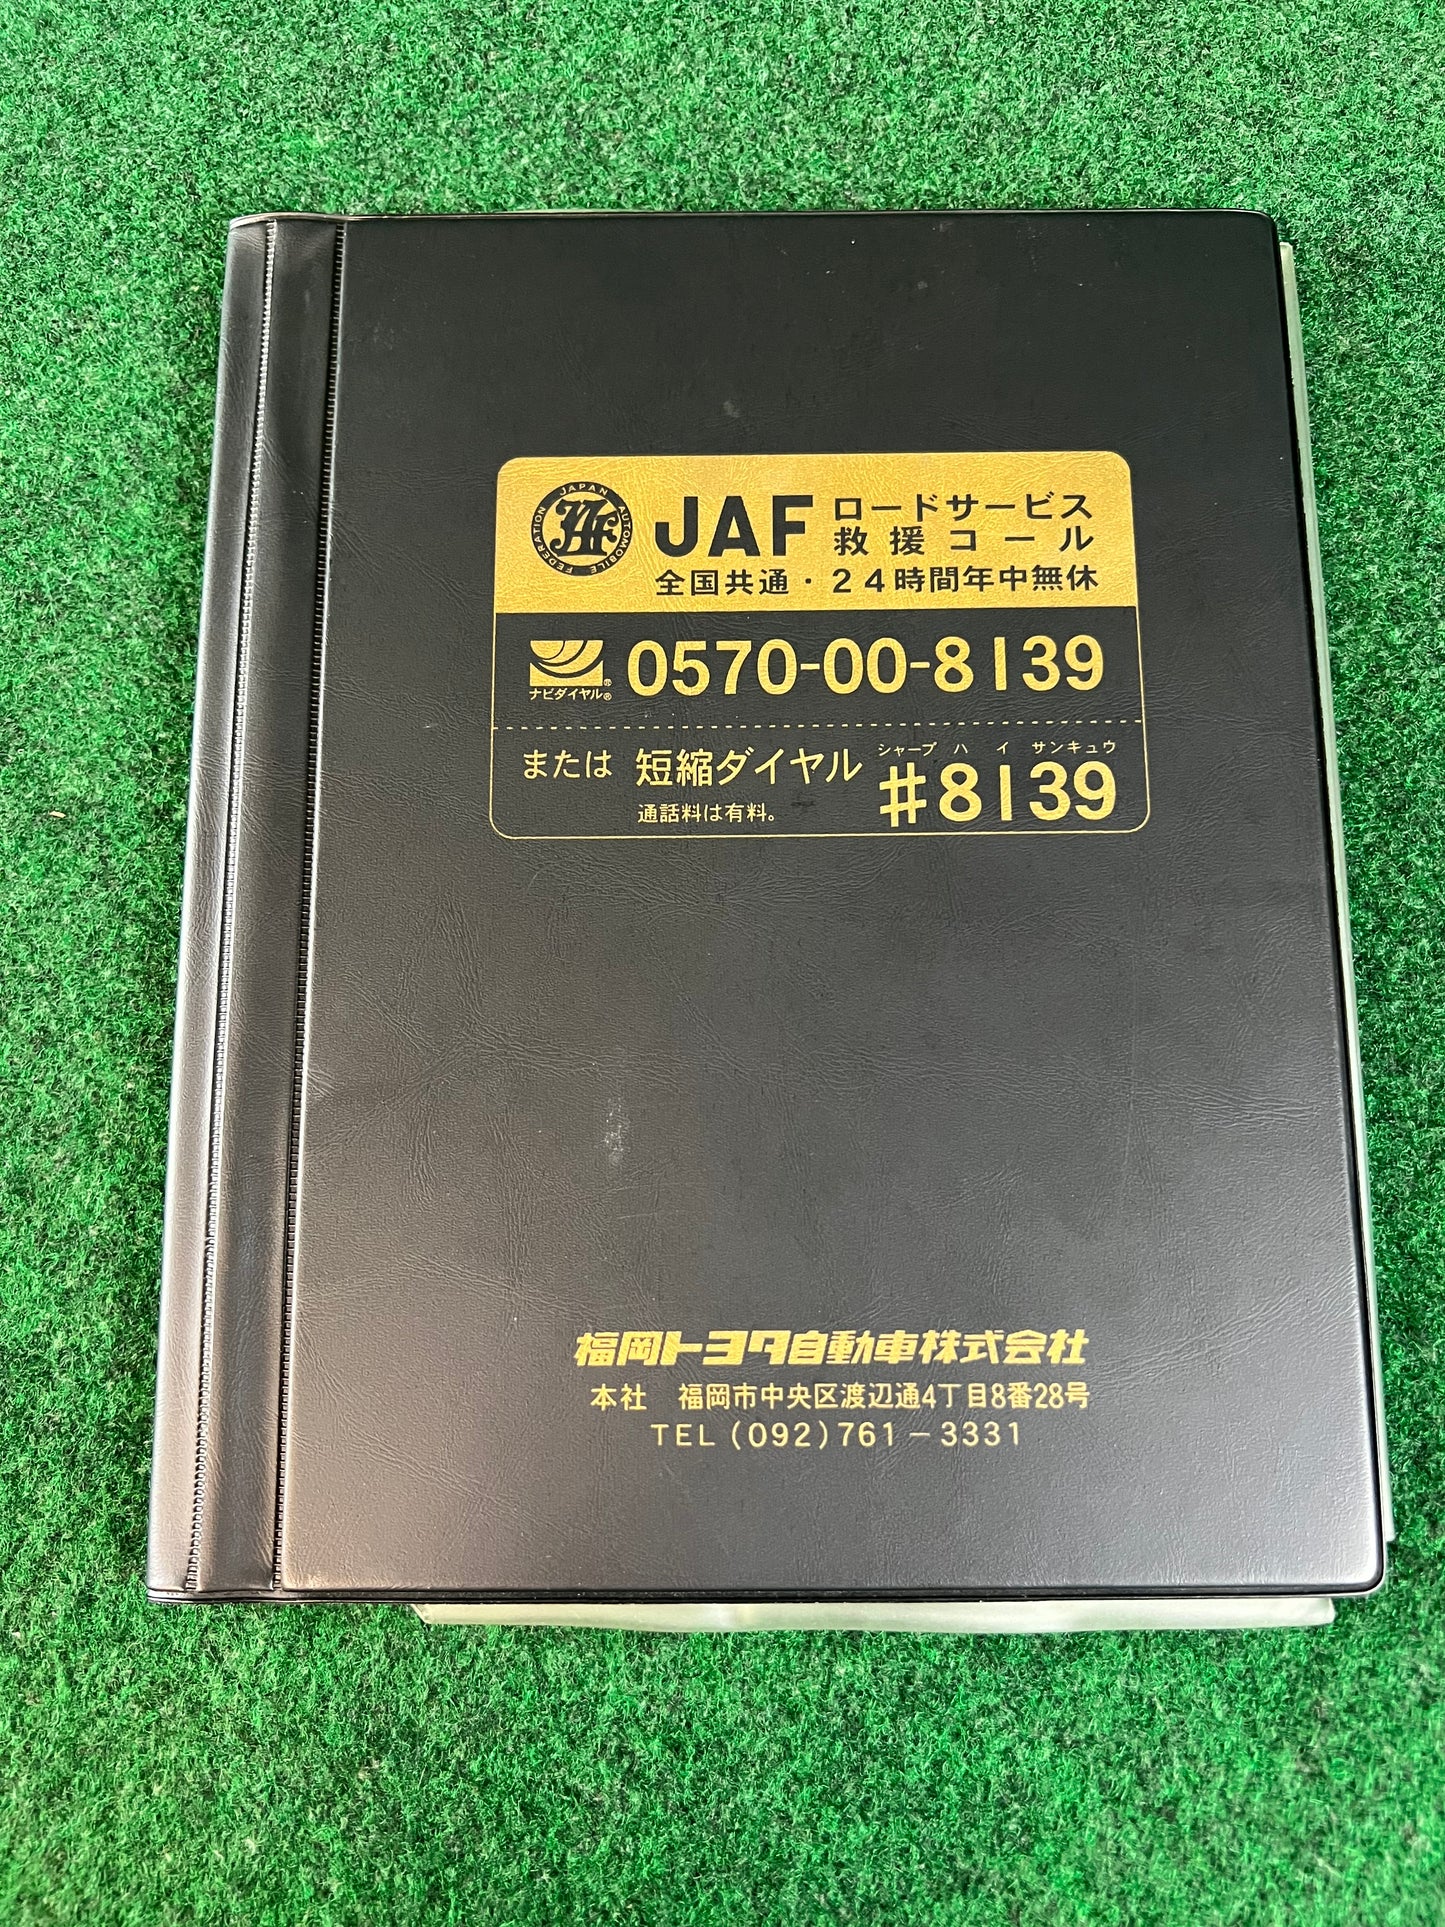 JAPAN AUTOMOBILE FEDERATION
JAF
ロードサービス
救援コール
全国共通・24時間年中無休
ナビダイヤル®
0570-00-8139
または 短縮ダイヤル
シャープ ハ イ サンキュウ
#8139
通話料は有料。
福岡トヨタ自動車株式会社
本社 福岡市中央区渡辺通4丁目8番28号
TEL(092)761-3331